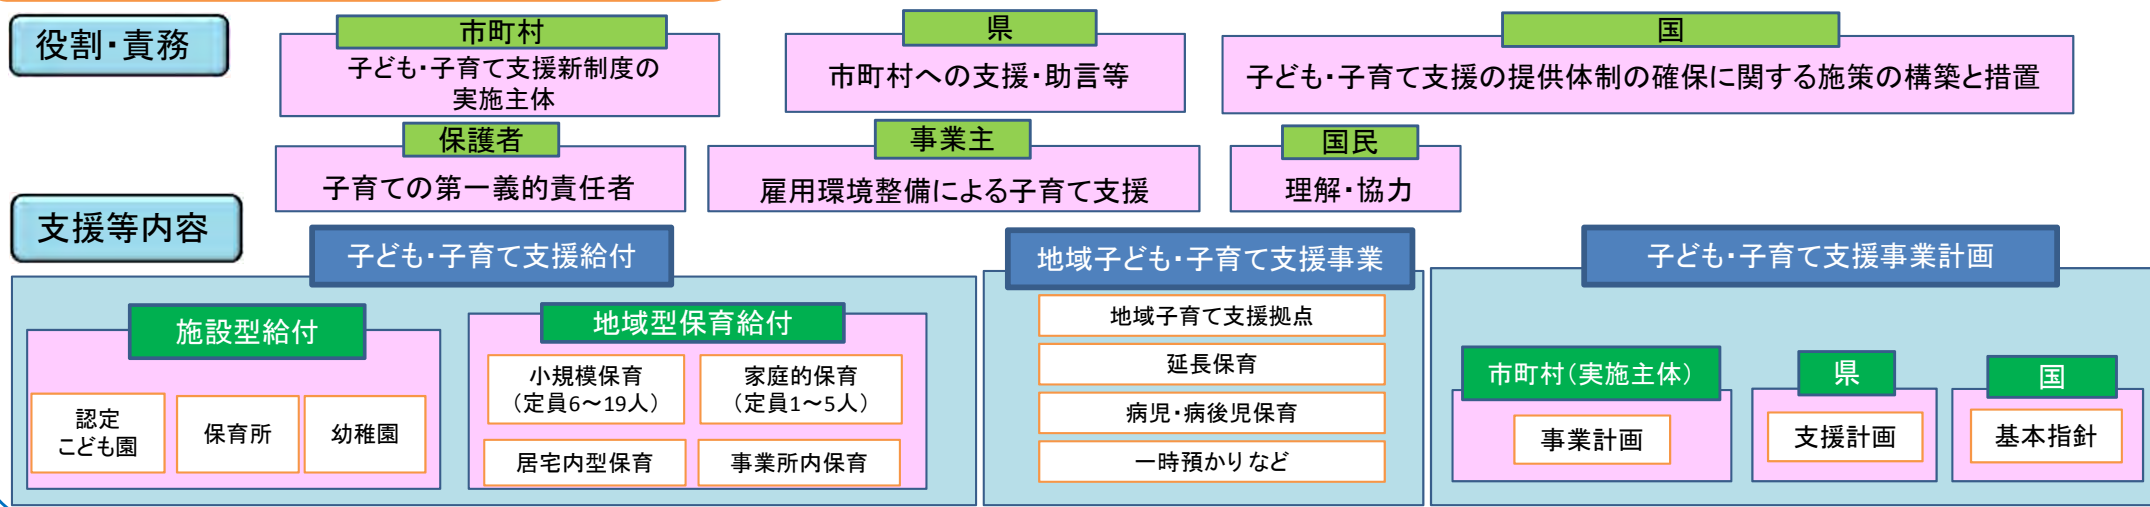 役割・責務
市町村
子ども・子育て支援新制度の
実施主体
県
市町村への支援・助言等
国
子ども・子育て支援の提供体制の確保に関する施策の構築と措置
保護者
子育ての第一義的責任者
事業主
雇用環境整備による子育て支援
国民
理解・協力
支援等内容
子ども・子育て支援給付
施設型給付
認定
こども園
保育所
幼稚園
地域型保育給付
小規模保育
（定員6～19人）
家庭的保育
（定員1～5人）
居宅内型保育
事業所内保育
地域子ども・子育て支援事業
地域子育て支援拠点
延長保育
病児・病後児保育
一時預かりなど
子ども・子育て支援事業計画
市町村（実施主体）
事業計画
県
支援計画
国
基本指針